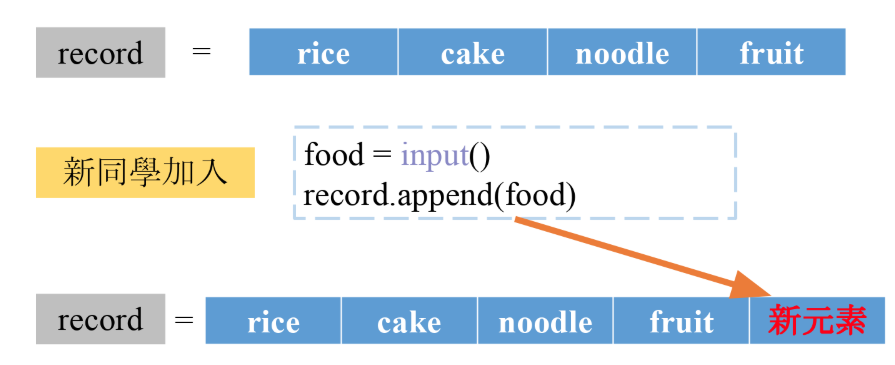 record = rice cake noodle fruit
新同學加入
food = input()
record.append(food)
record = rice cake noodle fruit 新元素